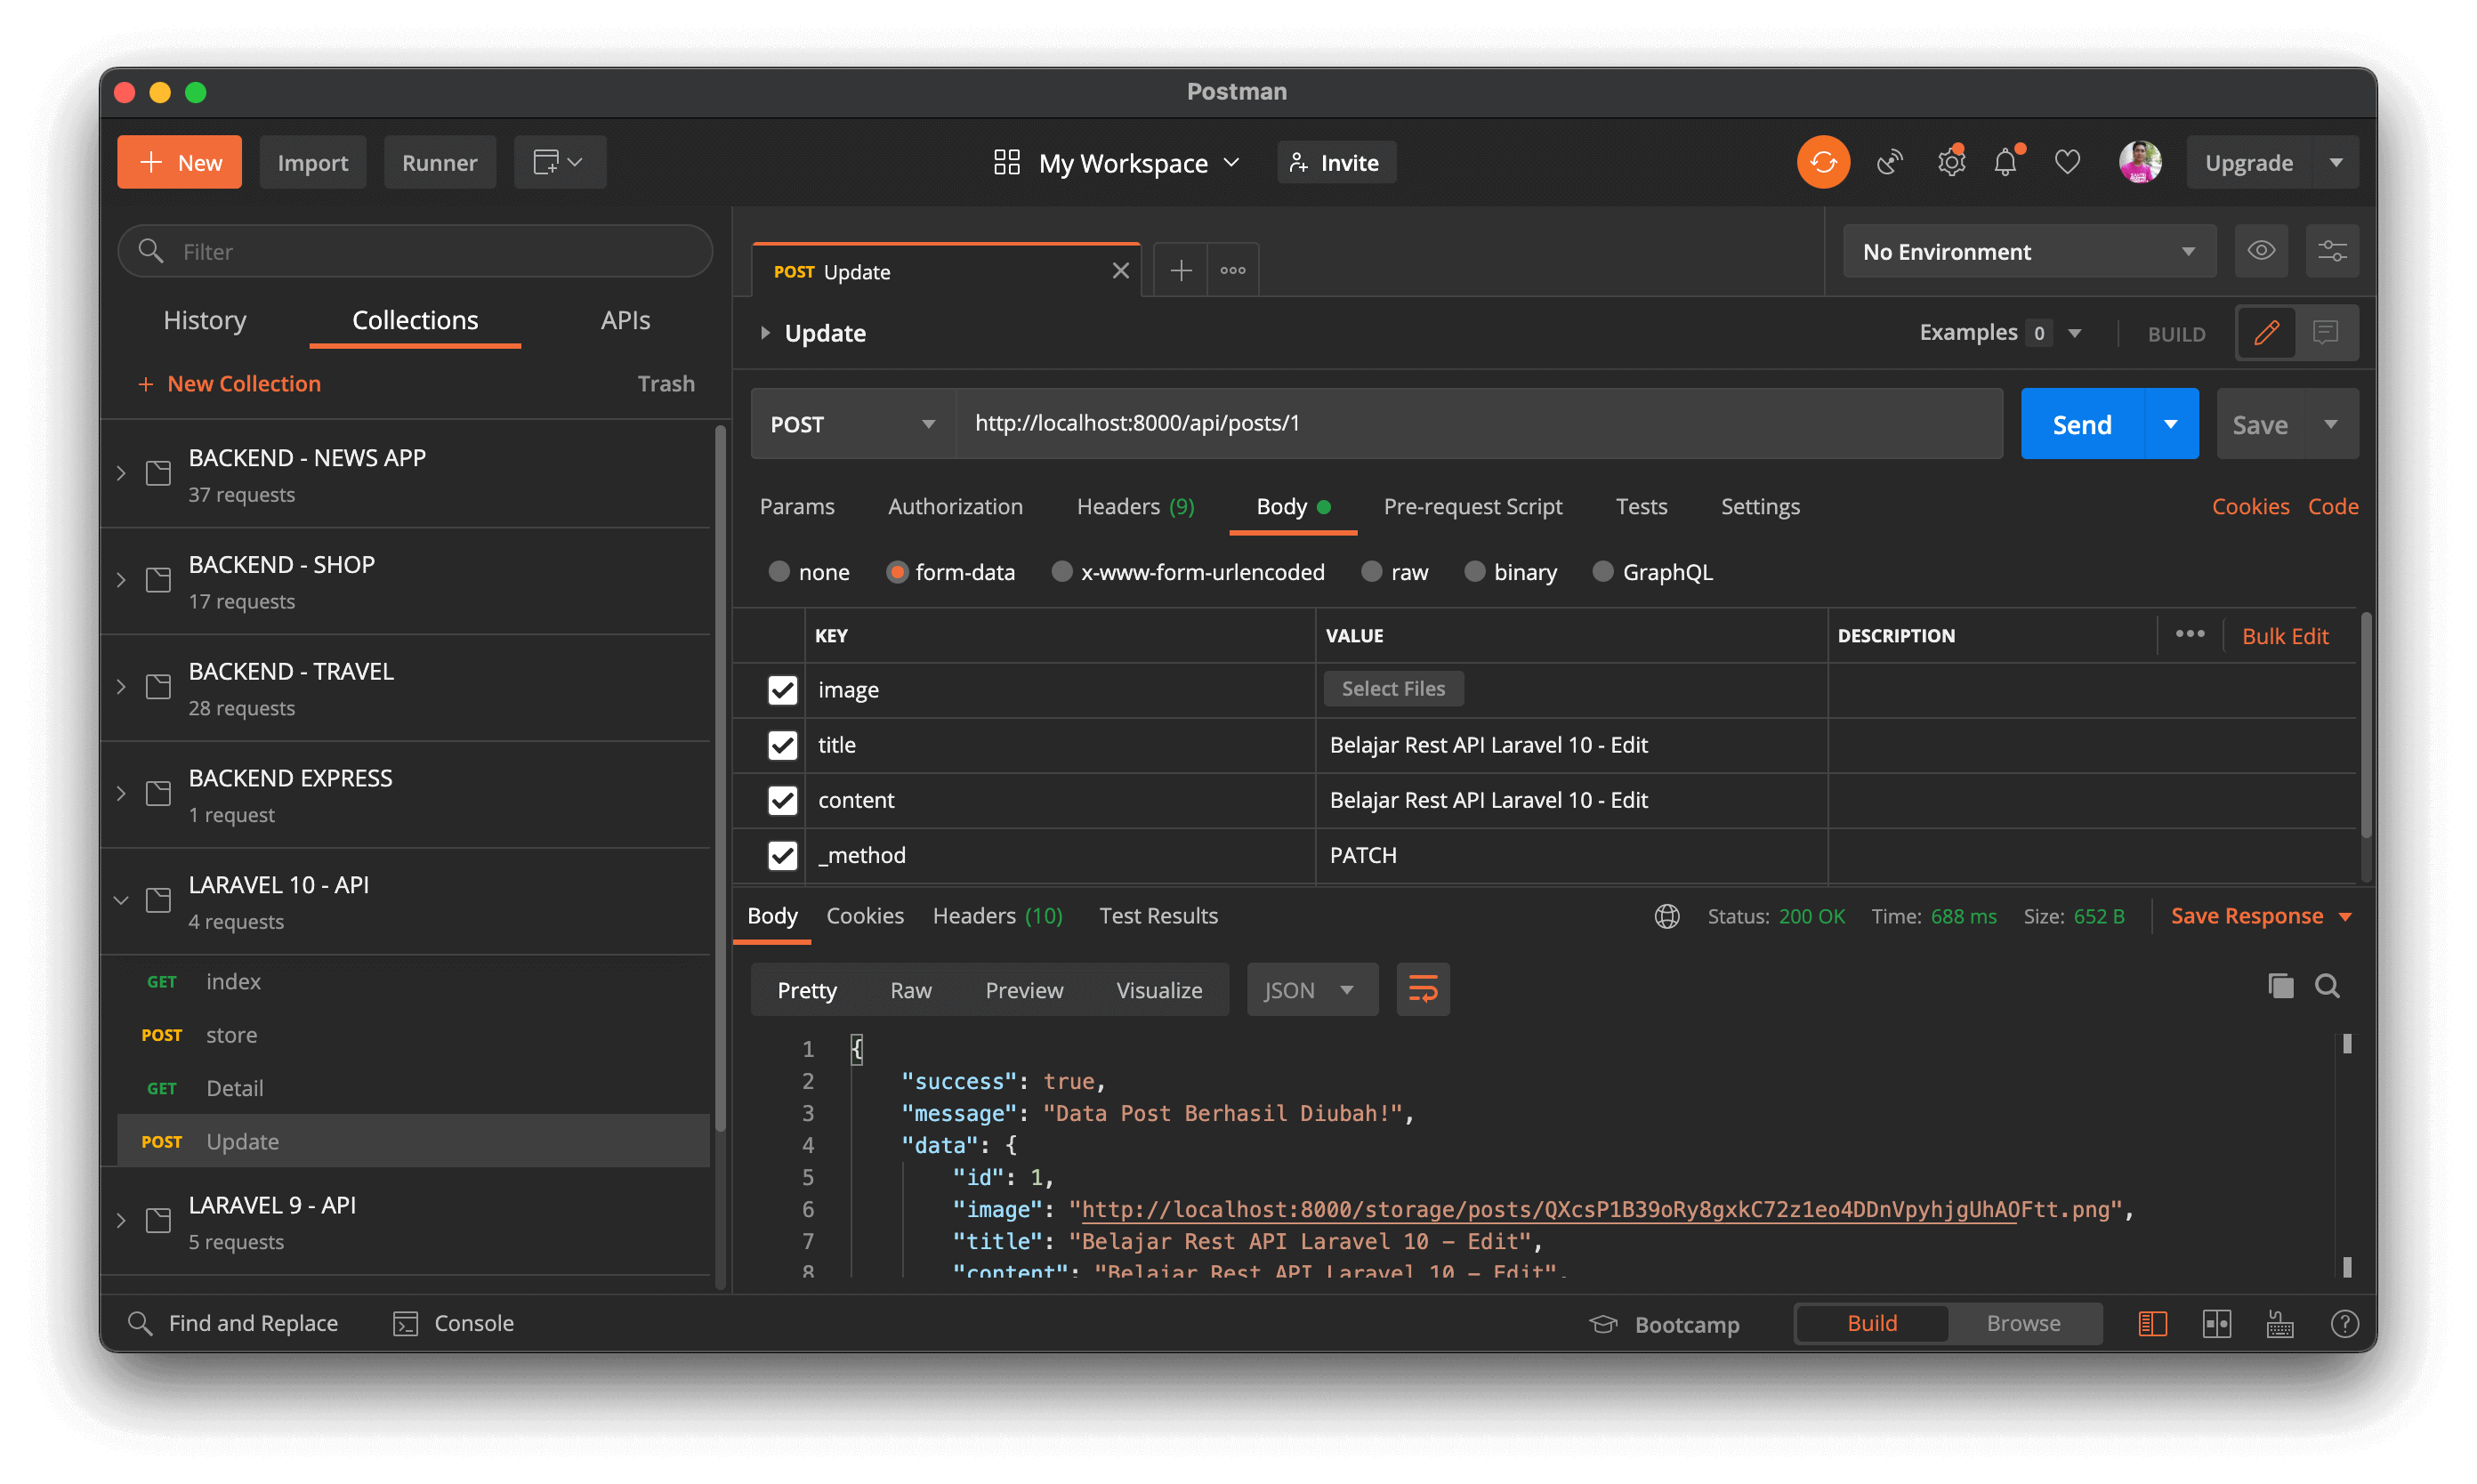 Postman
New
Import
Runner
My Workspace
Invite
Upgrade
Filter
History
Collections
APIs
New Collection
Trash
BACKEND - NEWS APP
37 requests
BACKEND - SHOP
17 requests
BACKEND - TRAVEL
28 requests
BACKEND EXPRESS
1 request
LARAVEL 10 - API
4 requests
GET index
POST store
GET Detail
POST Update
LARAVEL 9 - API
5 requests
POST Update
No Environment
Update
Examples 0
BUILD
POST
http://localhost:8000/api/posts/1
Send
Save
Params
Authorization
Headers (9)
Body
Pre-request Script
Tests
Settings
Cookies
Code
none
form-data
x-www-form-urlencoded
raw
binary
GraphQL
KEY
VALUE
DESCRIPTION
Bulk Edit
image
Select Files
title
Belajar Rest API Laravel 10 - Edit
content
Belajar Rest API Laravel 10 - Edit
_method
PATCH
Body
Cookies
Headers (10)
Test Results
Status: 200 OK
Time: 688 ms
Size: 652 B
Save Response
Pretty
Raw
Preview
Visualize
JSON
1 {
2 "success": true,
3 "message": "Data Post Berhasil Diubah!",
4 "data": {
5 "id": 1,
6 "image": "http://localhost:8000/storage/posts/QXcsP1B39oRy8gxkC72z1eo4DDnVpyhjgUhAOFtt.png",
7 "title": "Belajar Rest API Laravel 10 - Edit",
8 "content": "Belajar Rest API Laravel 10 - Edit",
Find and Replace
Console
Bootcamp
Build
Browse